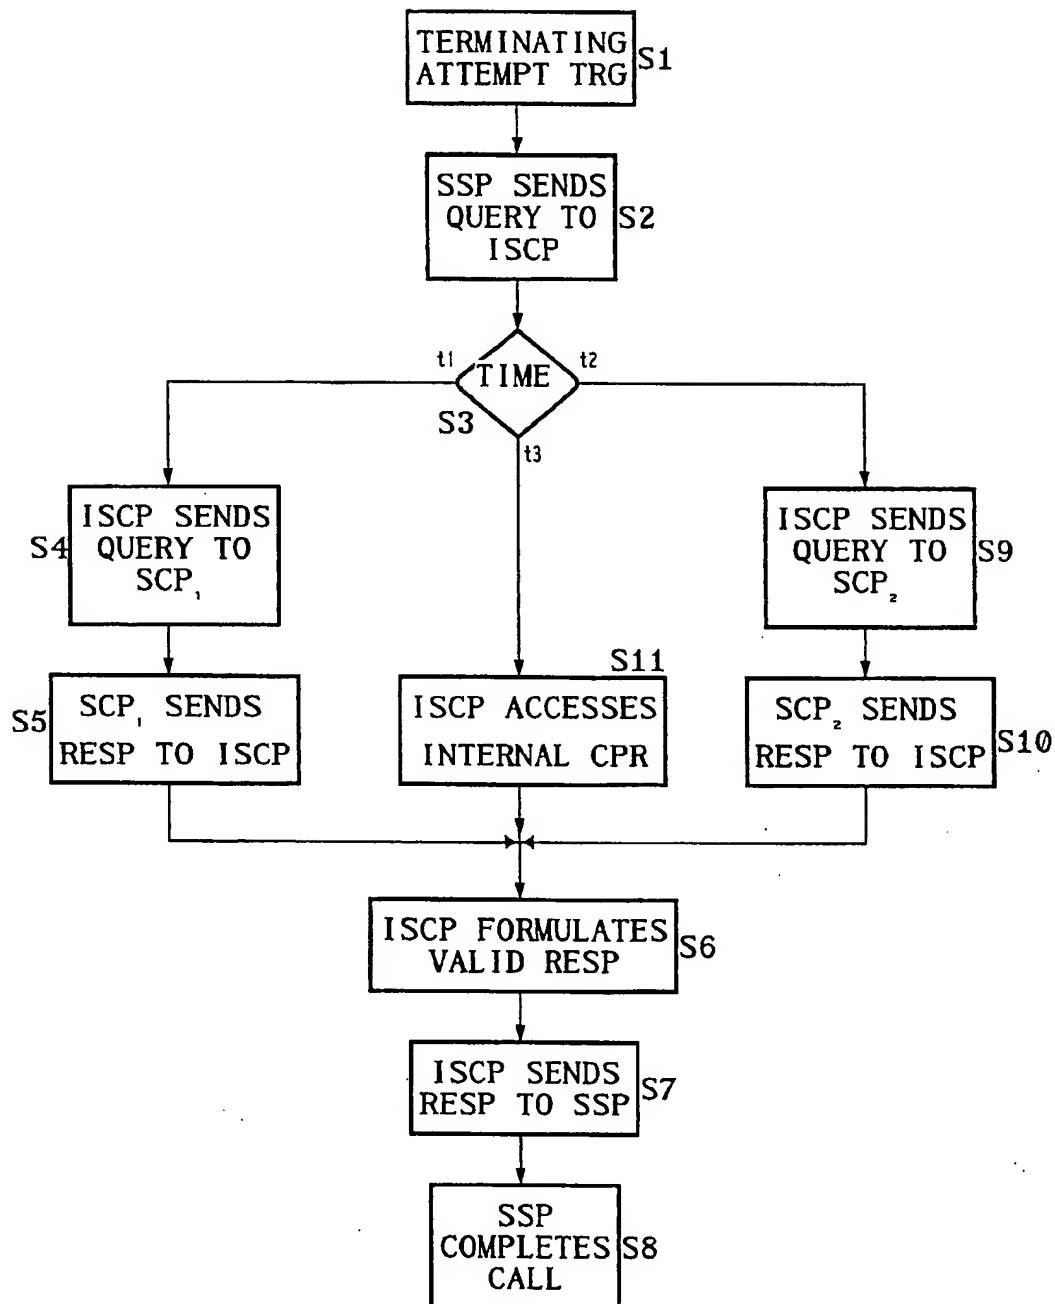 TERMINATING
ATTEMPT TRG
S1
SSP SENDS
QUERY TO
ISCP
S2
t1
TIME
t2
S3
t3
ISCP SENDS
QUERY TO
SCP₁
S4
ISCP SENDS
QUERY TO
SCP₂
S9
SCP₁ SENDS
RESP TO ISCP
S5
S11
ISCP ACCESSES
INTERNAL CPR
SCP₂ SENDS
RESP TO ISCP
S10
ISCP FORMULATES
VALID RESP
S6
ISCP SENDS
RESP TO SSP
S7
SSP
COMPLETES
CALL
S8